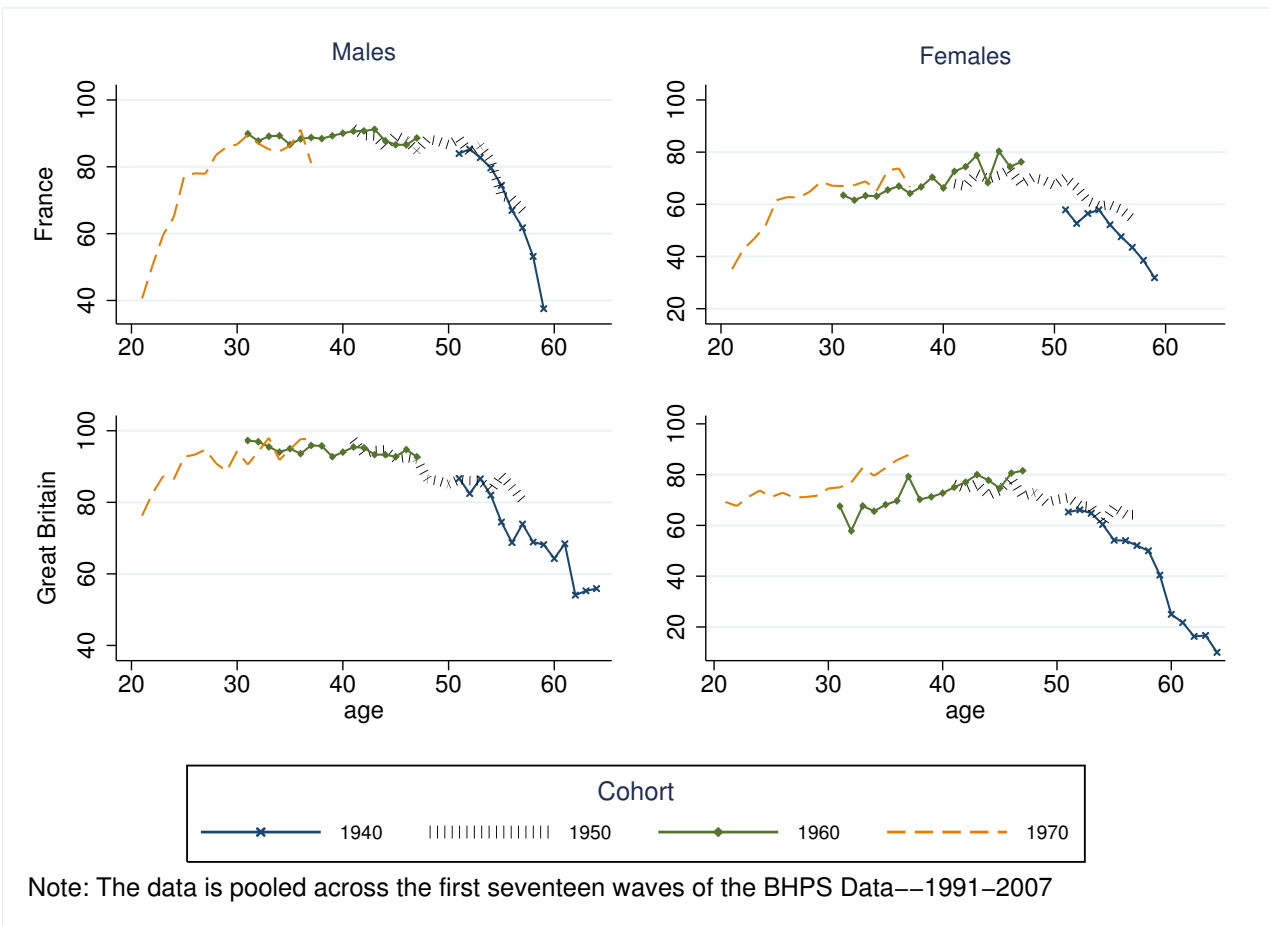 Males
Females
France
100
80
60
40
20 30 40 50 60
100
80
60
40
20
20 30 40 50 60
Great Britain
100
80
60
40
20 30 40 50 60
age
100
80
60
40
20
20 30 40 50 60
age
Cohort
1940 1950 1960 1970
Note: The data is pooled across the first seventeen waves of the BHPS Data−−1991−2007